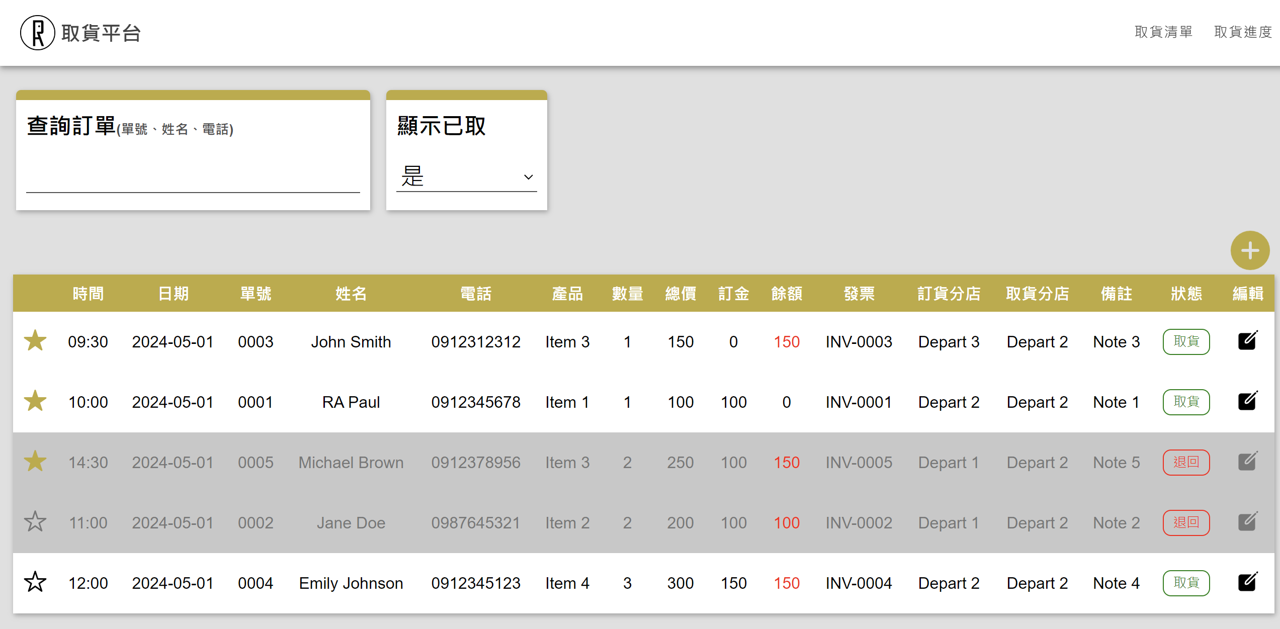 取貨平台
取貨清單 取貨進度
查詢訂單(單號、姓名、電話)
顯示已取
是
時間 日期 單號 姓名 電話 產品 數量 總價 訂金 餘額 發票 訂貨分店 取貨分店 備註 狀態 編輯
09:30 2024-05-01 0003 John Smith 0912312312 Item 3 1 150 0 150 INV-0003 Depart 3 Depart 2 Note 3 取貨
10:00 2024-05-01 0001 RA Paul 0912345678 Item 1 1 100 100 0 INV-0001 Depart 2 Depart 2 Note 1 取貨
14:30 2024-05-01 0005 Michael Brown 0912378956 Item 3 2 250 100 150 INV-0005 Depart 1 Depart 2 Note 5 退回
11:00 2024-05-01 0002 Jane Doe 0987645321 Item 2 2 200 100 100 INV-0002 Depart 1 Depart 2 Note 2 退回
12:00 2024-05-01 0004 Emily Johnson 0912345123 Item 4 3 300 150 150 INV-0004 Depart 2 Depart 2 Note 4 取貨